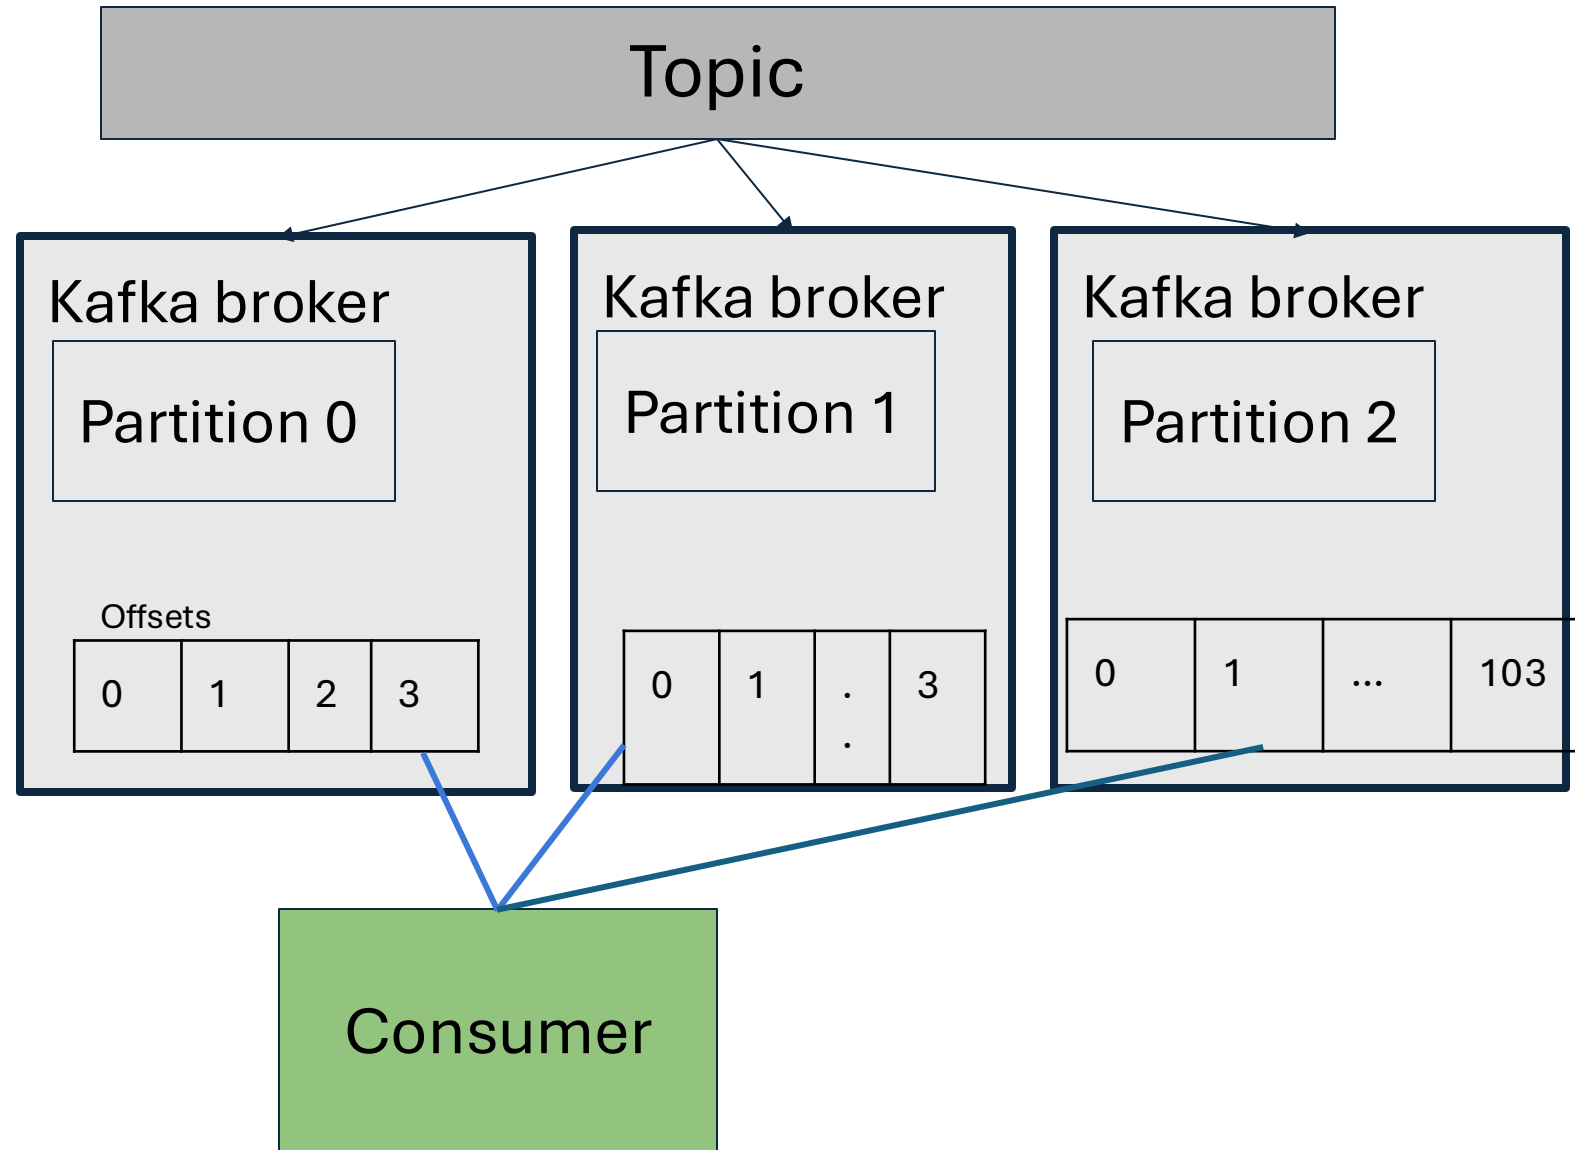 Topic
Kafka broker
Partition 0
Offsets
0 1 2 3
Kafka broker
Partition 1
0 1 . 3
.
Kafka broker
Partition 2
0 1 ... 103
Consumer